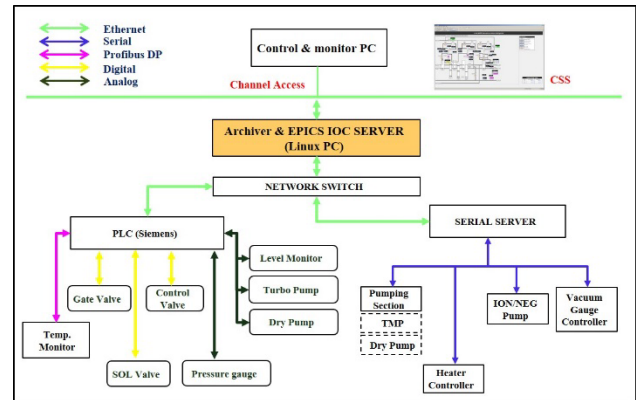 Ethernet
Serial
Profibus DP
Digital
Analog
Control & monitor PC
Channel Access
CSS
Archiver & EPICS IOC SERVER
(Linux PC)
NETWORK SWITCH
PLC (Siemens)
SERIAL SERVER
Level Monitor
Turbo Pump
Dry Pump
Gate Valve
Control
Valve
Temp.
Monitor
SOL Valve
Pressure gauge
Pumping
Section
TMP
Dry Pump
ION/NEG
Pump
Vacuum
Gauge
Controller
Heater
Controller